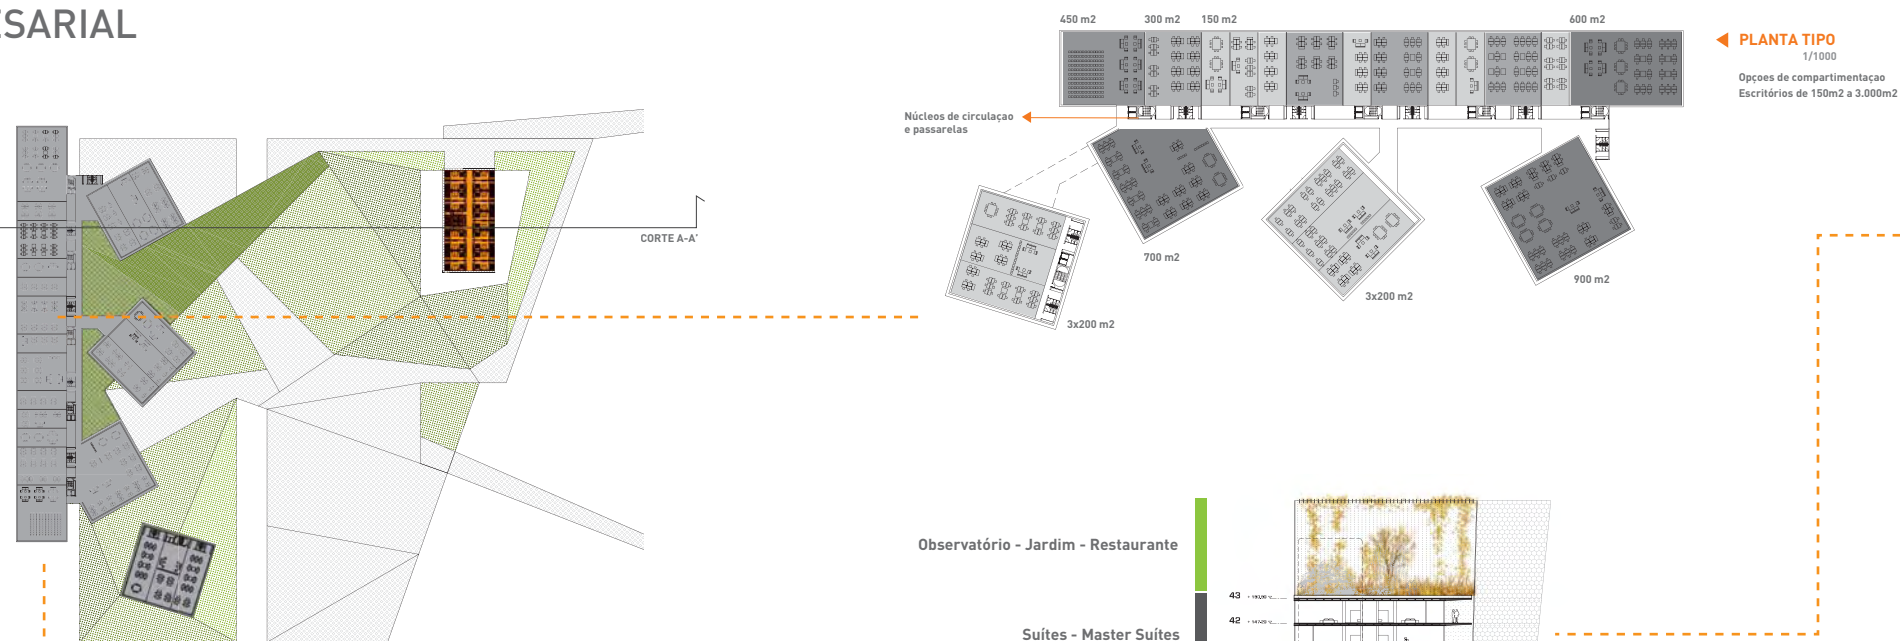 ESARIAL
450 m2
300 m2
150 m2
600 m2
PLANTA TIPO
1/1000
Opçoes de compartimentaçao
Escritórios de 150m2 a 3.000m2
Núcleos de circulaçao
e passarelas
CORTE A-A'
700 m2
3x200 m2
900 m2
3x200 m2
Observatório - Jardim - Restaurante
43
42
Suítes - Master Suítes